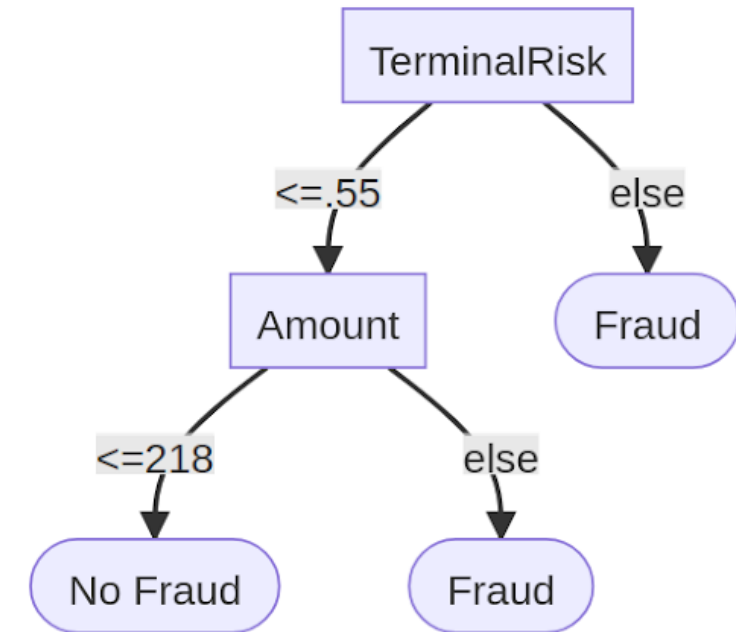 TerminalRisk
<=.55
else
Amount
Fraud
<=218
else
No Fraud
Fraud